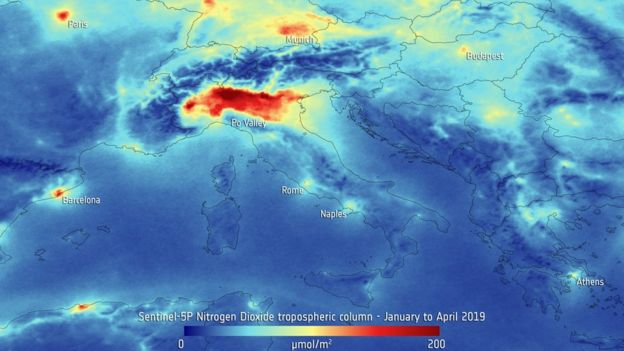 Paris
Munich
Budapest
Po Valley
Barcelona
Rome
Naples
Athens
Sentinel-5P Nitrogen Dioxide tropospheric column - January to April 2019
0 μmol/m² 200